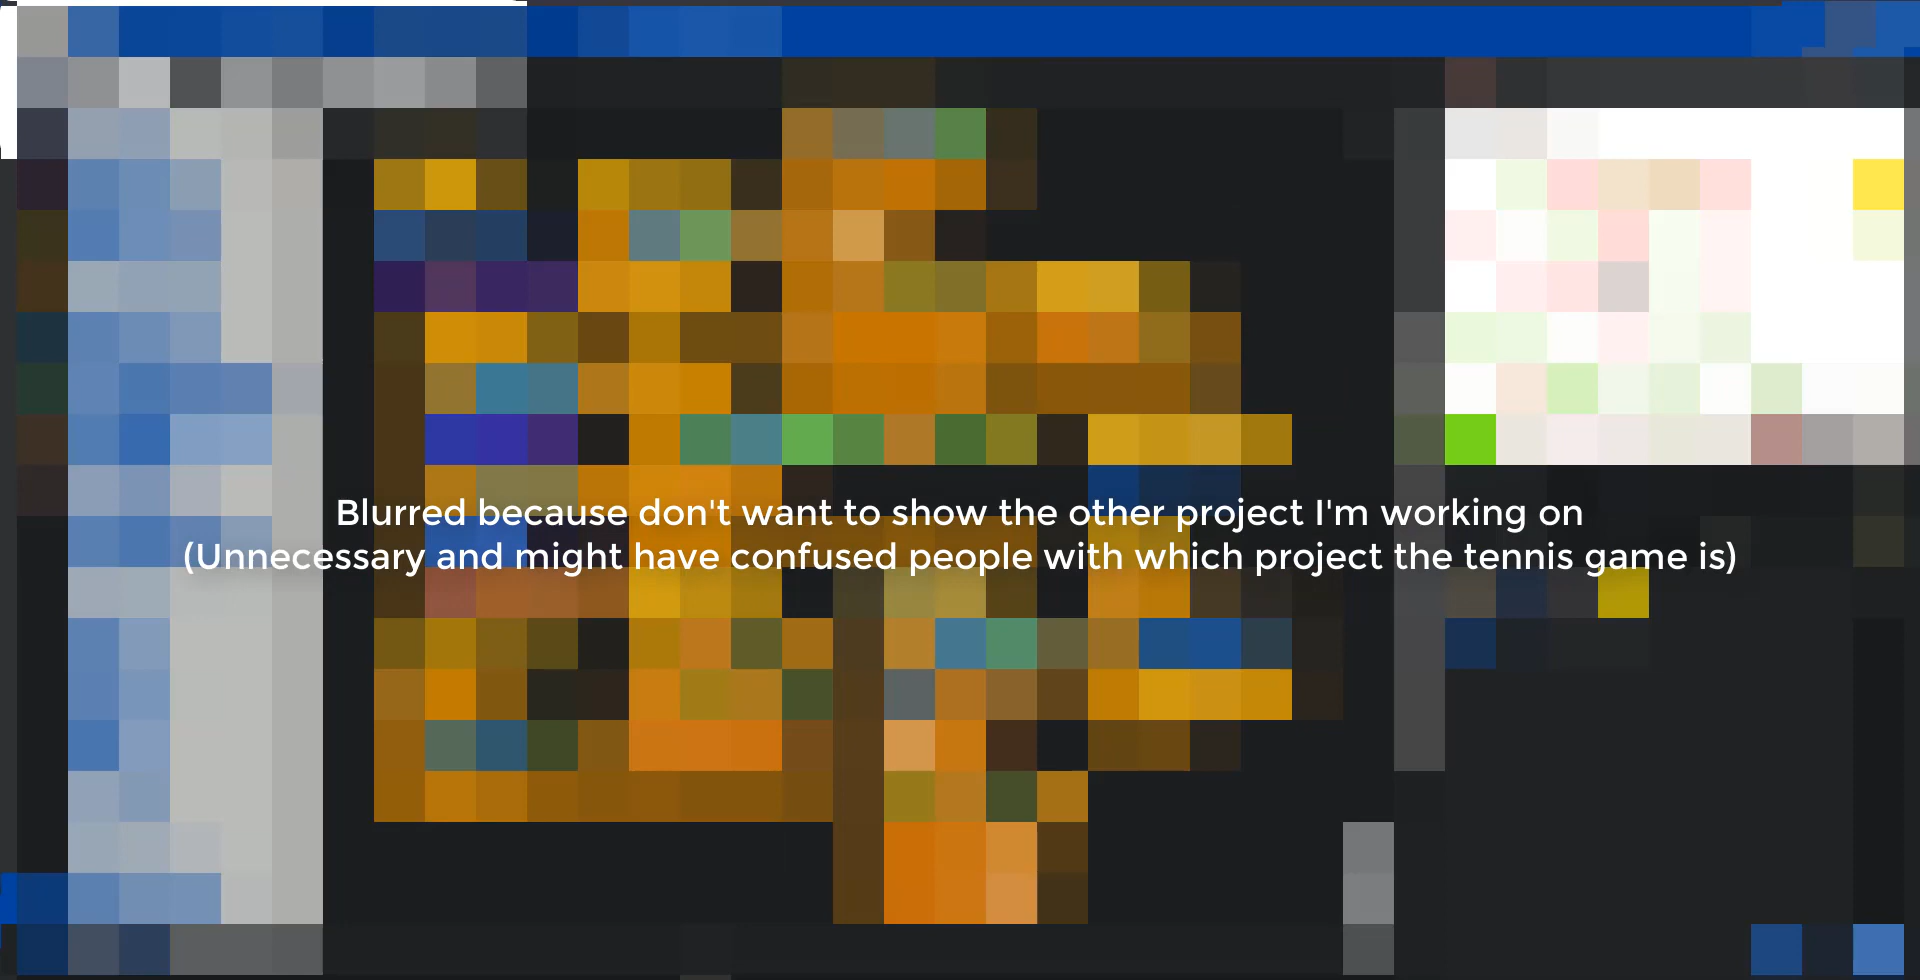 Blurred because don't want to show the other project I'm working on
(Unnecessary and might have confused people with which project the tennis game is)